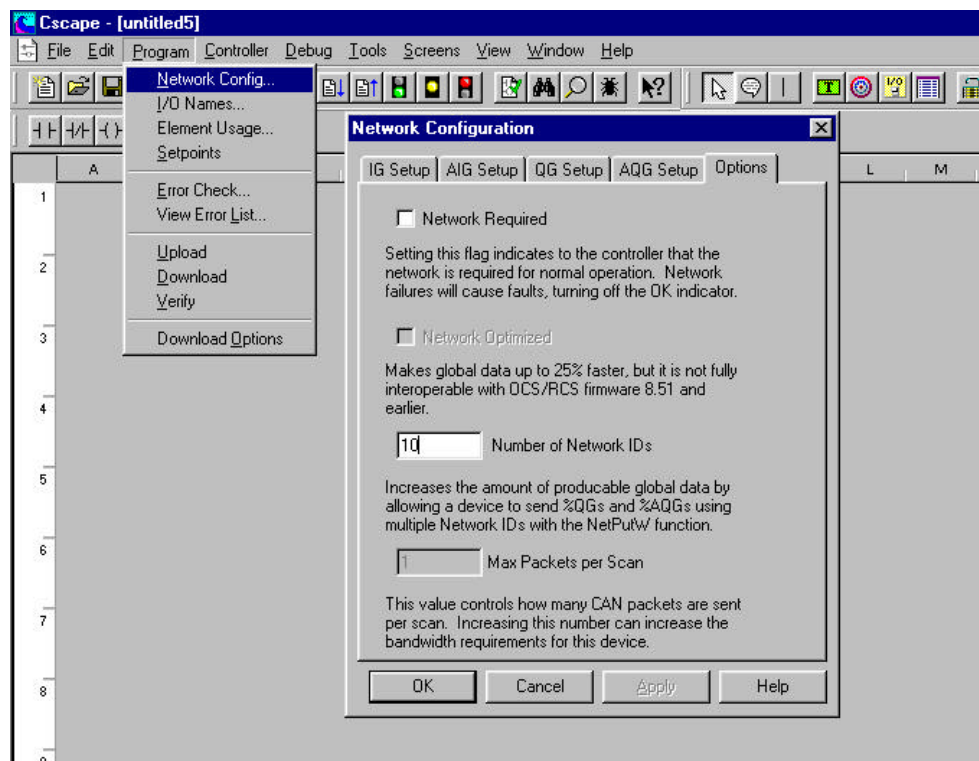 Cscape - [untitled5]
File Edit Program Controller Debug Tools Screens View Window Help
Network Config...
I/O Names...
Element Usage...
Setpoints
Error Check...
View Error List...
Upload
Download
Verify
Download Options
T
I/O
A L M
1
2
3
4
5
6
7
8
Network Configuration
IG Setup AIG Setup QG Setup AQG Setup Options
Network Required
Setting this flag indicates to the controller that the
network is required for normal operation. Network
failures will cause faults, turning off the OK indicator.
Network Optimized
Makes global data up to 25% faster, but it is not fully
interoperable with OCS/RCS firmware 8.51 and
earlier.
10 Number of Network IDs
Increases the amount of producable global data by
allowing a device to send %QGs and %AQGs using
multiple Network IDs with the NetPutW function.
1 Max Packets per Scan
This value controls how many CAN packets are sent
per scan. Increasing this number can increase the
bandwidth requirements for this device.
OK Cancel Apply Help